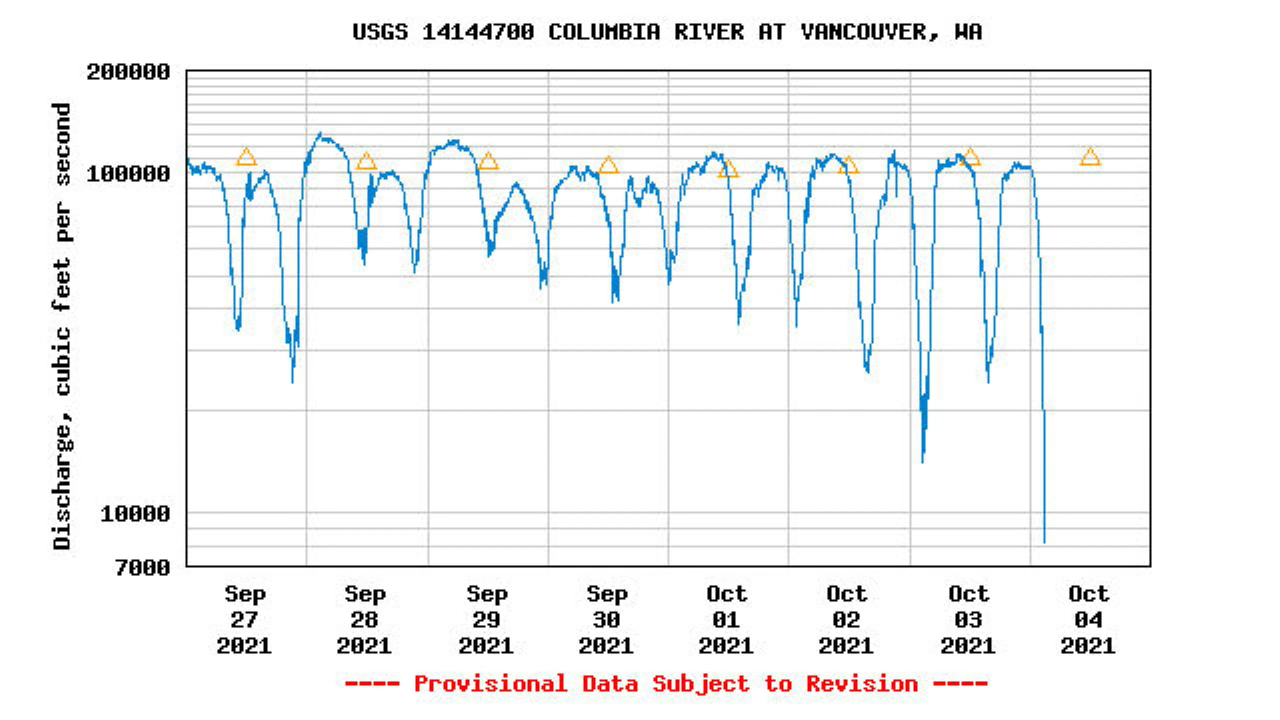 USGS 14144700 COLUMBIA RIVER AT VANCOUVER, WA
Discharge, cubic feet per second
200000
100000
10000
7000
Sep Sep Sep Sep Oct Oct Oct Oct
27 28 29 30 01 02 03 04
2021 2021 2021 2021 2021 2021 2021 2021
---- Provisional Data Subject to Revision ----